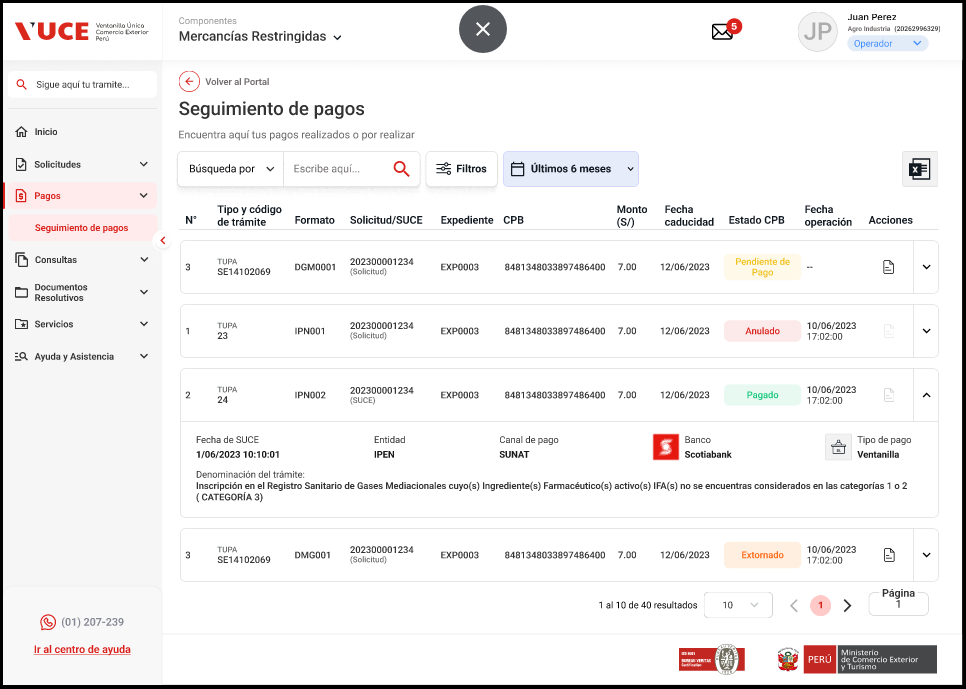 VUCE
Ventanilla Única
Comercio Exterior
Perú
Componentes
Mercancías Restringidas
5
JP
Juan Perez
Agro Industria (20262996329)
Operador
Sigue aquí tu tramite...
Inicio
Solicitudes
Pagos
Seguimiento de pagos
Consultas
Documentos
Resolutivos
Servicios
Ayuda y Asistencia
(01) 207-239
Ir al centro de ayuda
Volver al Portal
Seguimiento de pagos
Encuentra aquí tus pagos realizados o por realizar
Búsqueda por
Escribe aquí...
Filtros
Últimos 6 meses
N° Tipo y código de trámite Formato Solicitud/SUCE Expediente CPB Monto (S/) Fecha caducidad Estado CPB Fecha operación Acciones
3 TUPA SE14102069 DGM0001 202300001234 (Solicitud) EXP0003 8481348033897486400 7.00 12/06/2023 Pendiente de Pago --
1 TUPA 23 IPN001 202300001234 (Solicitud) EXP0003 8481348033897486400 7.00 12/06/2023 Anulado 10/06/2023 17:02:00
2 TUPA 24 IPN002 202300001234 (SUCE) EXP0003 8481348033897486400 7.00 12/06/2023 Pagado 10/06/2023 17:02:00
Fecha de SUCE Entidad Canal de pago Banco Tipo de pago
1/06/2023 10:10:01 IPEN SUNAT Scotiabank Ventanilla
Denominación del trámite:
Inscripción en el Registro Sanitario de Gases Mediacionales cuyo(s) Ingrediente(s) Farmacéutico(s) activo(s) IFA(s) no se encuentras considerados en las categorías 1 o 2
( CATEGORÍA 3)
3 TUPA SE14102069 DMG001 202300001234 (Solicitud) EXP0003 8481348033897486400 7.00 12/06/2023 Extornado 10/06/2023 17:02:00
1 al 10 de 40 resultados
10
1
Página
1
BUREAU VERITAS
Certification
PERÚ
Ministerio
de Comercio Exterior
y Turismo